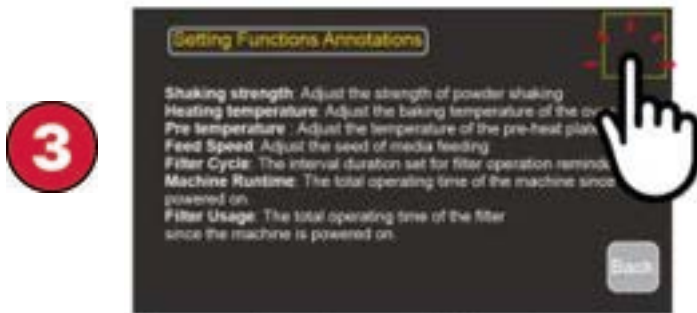 3
Setting Functions Annotations
Shaking strength: Adjust the strength of powder shaking
Heating temperature: Adjust the baking temperature of the
Pre temperature : Adjust the temperature of the pre-heat
Feed Speed: Adjust the seed of media feeding
Filter Cycle: The interval duration set for filter operation
Machine Runtime: The total operating time of the machine since
powered on.
Filter Usage: The total operating time of the filter
since the machine is powered on.
Back